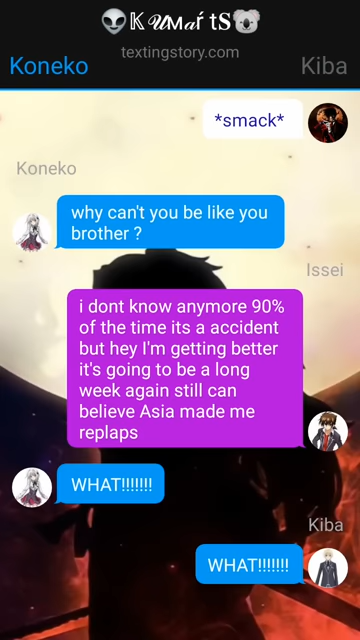 👽𝕂 𝓤ᴍ𝒶ŕ t𝐒🐨
textingstory.com
Koneko
Kiba
*smack*
Koneko
why can't you be like you
brother ?
Issei
i dont know anymore 90%
of the time its a accident
but hey I'm getting better
it's going to be a long
week again still can
believe Asia made me
replaps
WHAT!!!!!!!
Kiba
WHAT!!!!!!!